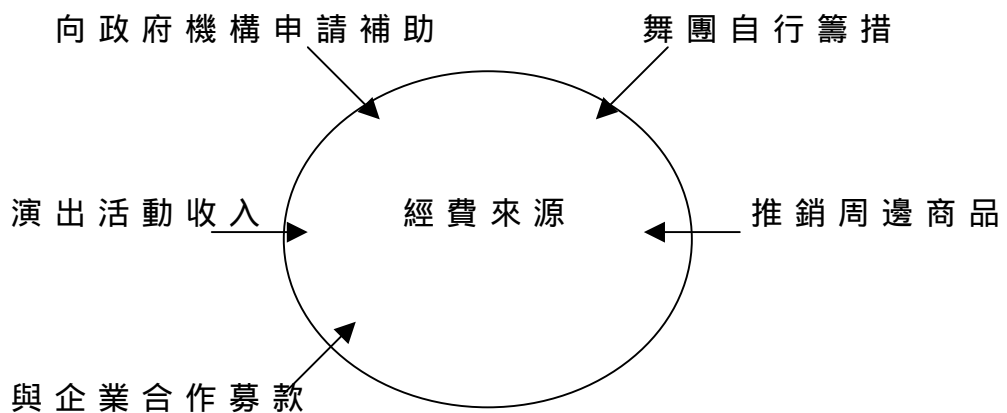 向政府機構申請補助
舞團自行籌措
演出活動收入
經費來源
推銷周邊商品
與企業合作募款